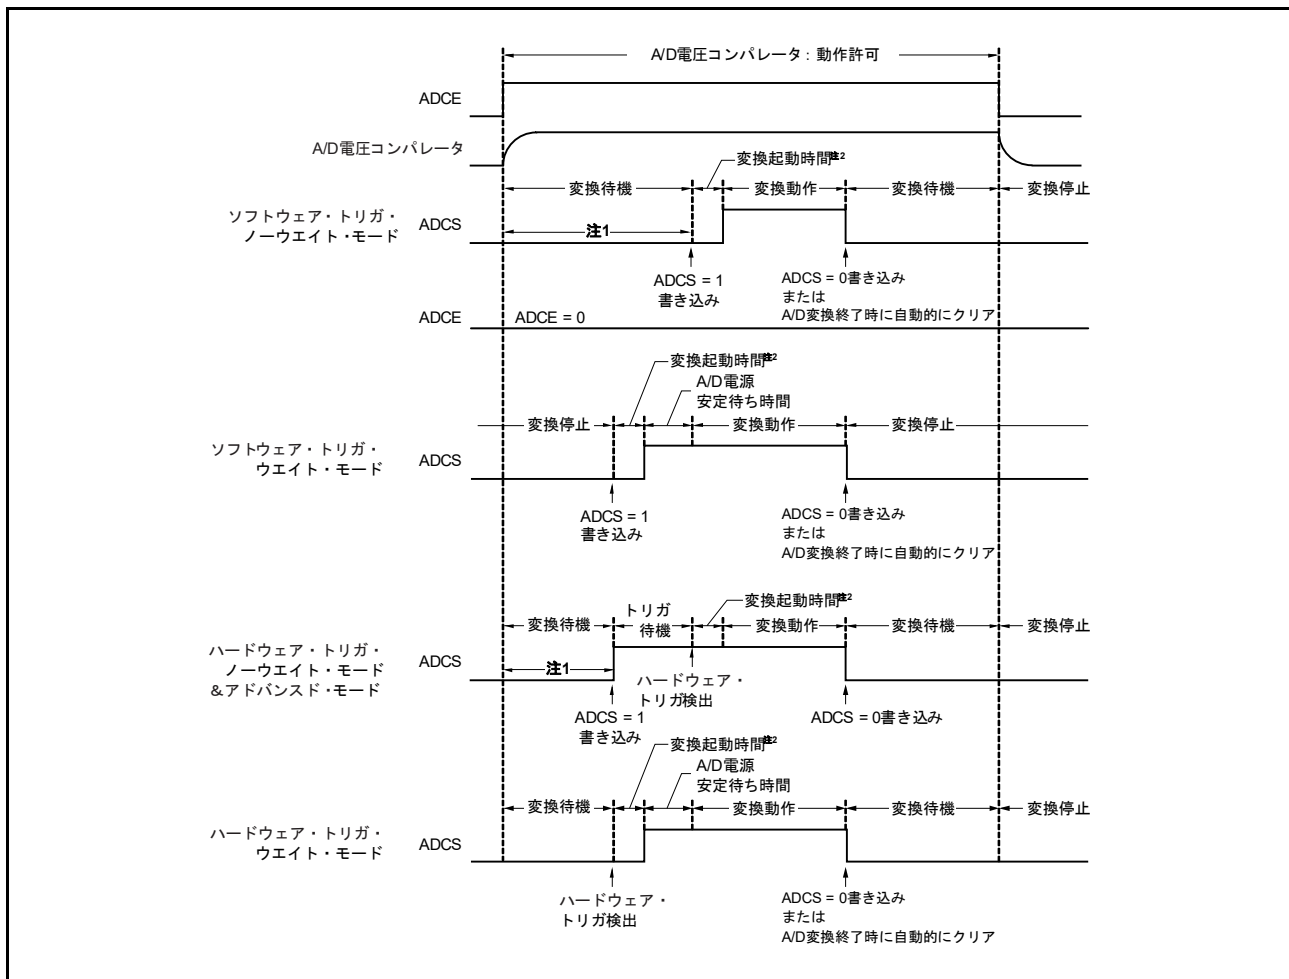 A/D電圧コンパレータ：動作許可
ADCE
A/D電圧コンパレータ
変換起動時間注2
変換待機
変換動作
変換待機
変換停止
ソフトウェア・トリガ・
ノーウエイト・モード
ADCS
注1
ADCS = 1
書き込み
ADCS = 0書き込み
または
A/D変換終了時に自動的にクリア
ADCE
ADCE = 0
変換起動時間注2
A/D電源
安定待ち時間
変換停止
変換動作
変換停止
ソフトウェア・トリガ・
ウエイト・モード
ADCS
ADCS = 1
書き込み
ADCS = 0書き込み
または
A/D変換終了時に自動的にクリア
変換起動時間注2
変換待機
トリガ
待機
変換動作
変換待機
変換停止
ハードウェア・トリガ・
ノーウエイト・モード
＆アドバンスド・モード
ADCS
注1
ハードウェア・
トリガ検出
ADCS = 1
書き込み
ADCS = 0書き込み
変換起動時間注2
A/D電源
安定待ち時間
変換待機
変換動作
変換待機
変換停止
ハードウェア・トリガ・
ウエイト・モード
ADCS
ハードウェア・
トリガ検出
ADCS = 0書き込み
または
A/D変換終了時に自動的にクリア